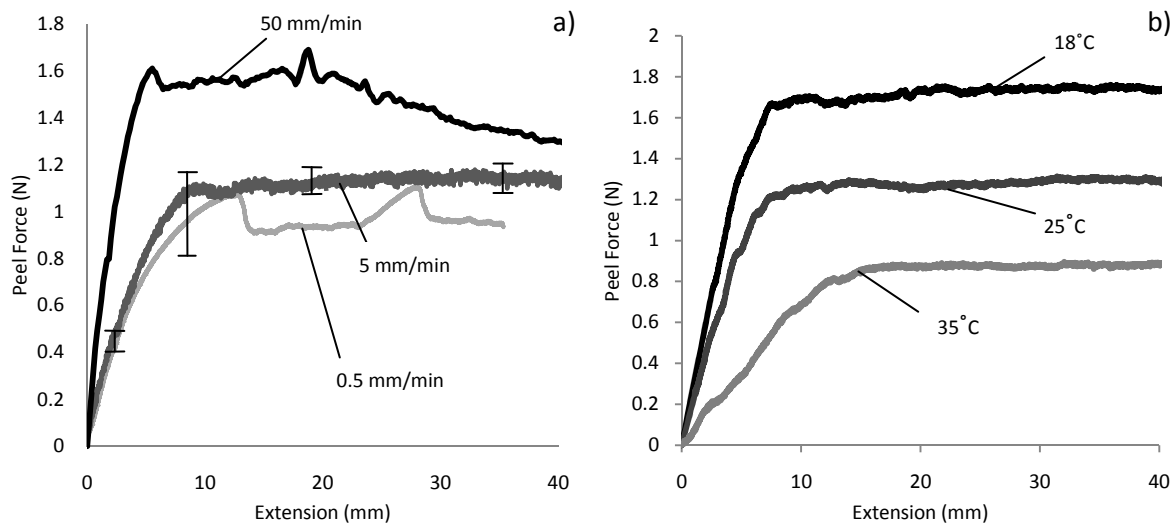 a)
50 mm/min
5 mm/min
0.5 mm/min
Peel Force (N)
1.8
1.6
1.4
1.2
1
0.8
0.6
0.4
0.2
0
0 10 20 30 40
Extension (mm)
b)
18˚C
25˚C
35˚C
Peel Force (N)
2
1.8
1.6
1.4
1.2
1
0.8
0.6
0.4
0.2
0
0 10 20 30 40
Extension (mm)